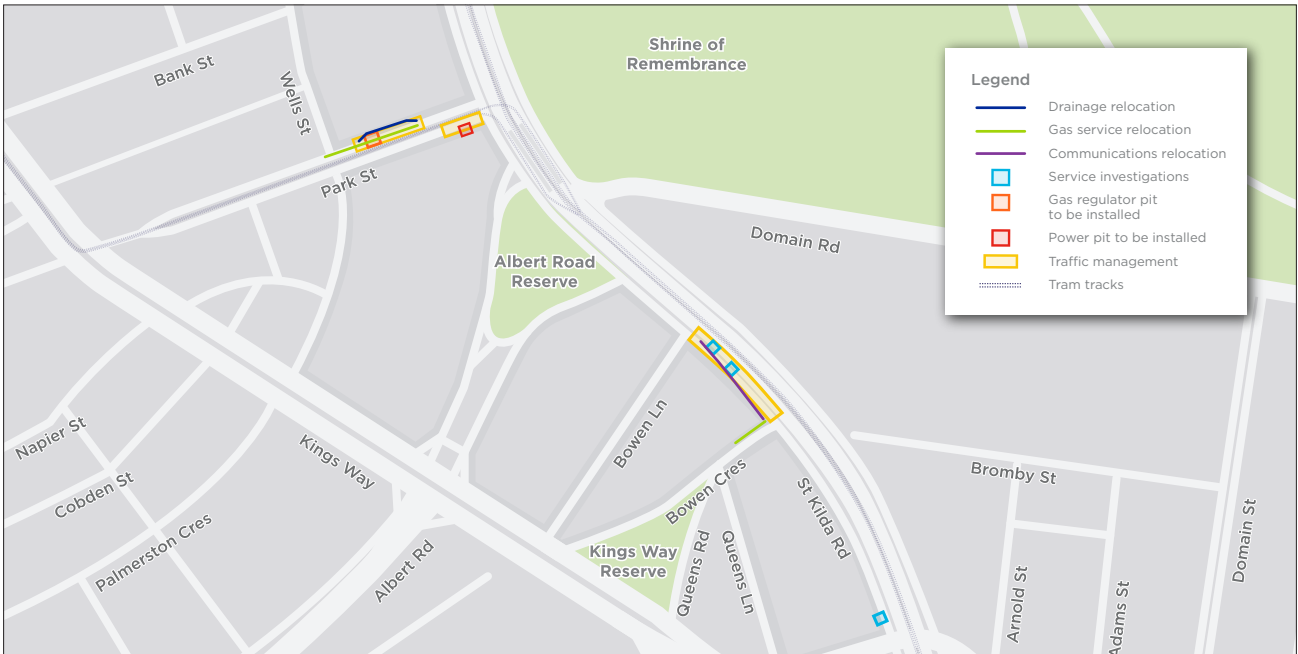 Shrine of
Remembrance
Legend
Drainage relocation
Gas service relocation
Communications relocation
Service investigations
Gas regulator pit
to be installed
Power pit to be installed
Traffic management
Tram tracks
Bank St
Wells St
Park St
Domain Rd
Albert Road
Reserve
Napier St
Cobden St
Palmerston Cres
Kings Way
Albert Rd
Bowen Ln
Bowen Cres
Kings Way
Reserve
Queens Rd
Queens Ln
St Kilda Rd
Bromby St
Arnold St
Adams St
Domain St